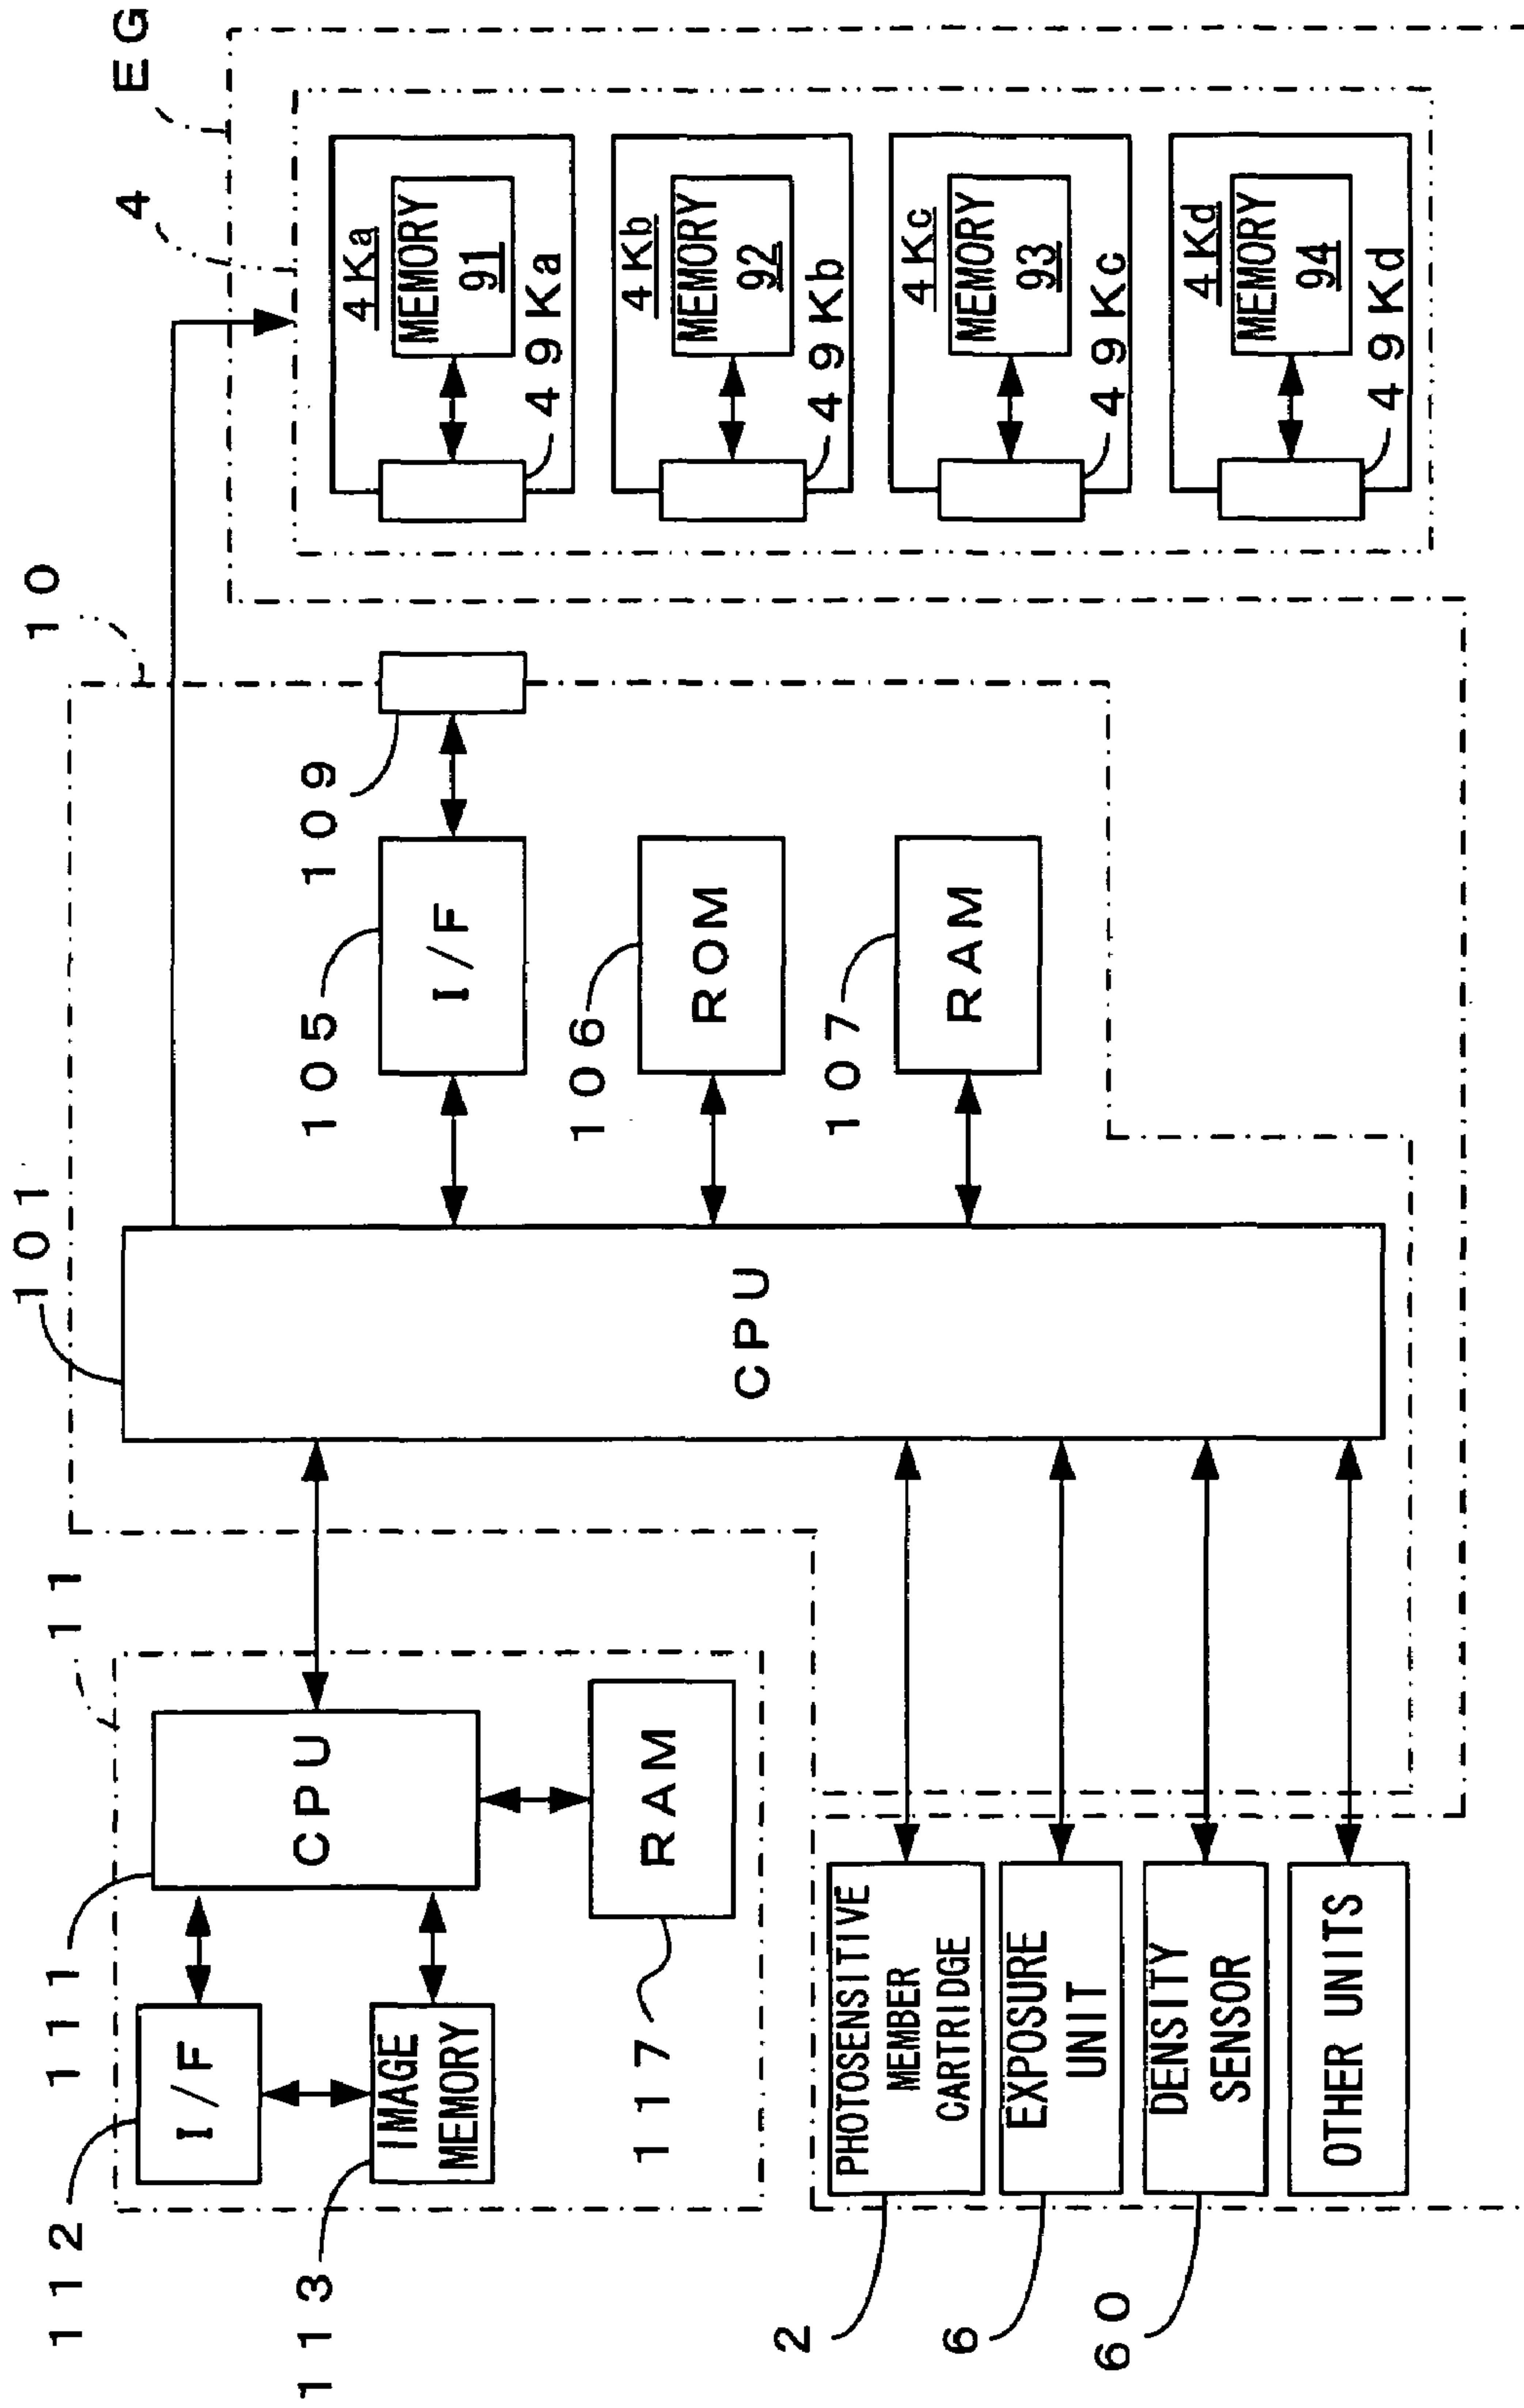 11
112
111
I/F
CPU
113
IMAGE
MEMORY
117
RAM
101
CPU
10
105
I/F
109
106
ROM
107
RAM
EG
4
4Ka
MEMORY
91
49Ka
4Kb
MEMORY
92
49Kb
4Kc
MEMORY
93
49Kc
4Kd
MEMORY
94
49Kd
2
PHOTOSENSITIVE
MEMBER
CARTRIDGE
6
EXPOSURE
UNIT
60
DENSITY
SENSOR
OTHER UNITS